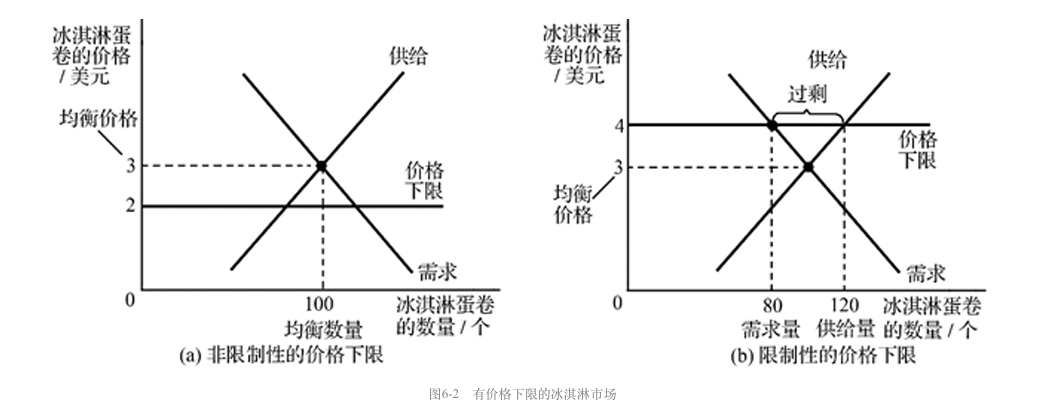 冰淇淋蛋
卷的价格
/ 美元
供给
均衡价格
3
价格
下限
2
需求
0
100
冰淇淋蛋卷
的数量 / 个
均衡数量
(a) 非限制性的价格下限
冰淇淋蛋
卷的价格
/ 美元
供给
过剩
4
价格
下限
3
均衡
价格
需求
0
80
120
冰淇淋蛋卷
的数量 / 个
需求量
供给量
(b) 限制性的价格下限
图6-2 有价格下限的冰淇淋市场